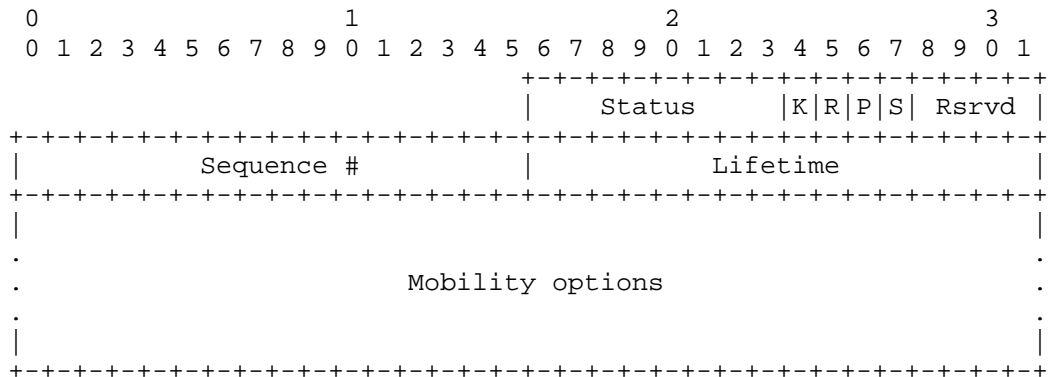 0                   1                   2                   3
 0 1 2 3 4 5 6 7 8 9 0 1 2 3 4 5 6 7 8 9 0 1 2 3 4 5 6 7 8 9 0 1
                                +-+-+-+-+-+-+-+-+-+-+-+-+-+-+-+-+
                                |    Status     |K|R|P|S| Rsrvd |
+-+-+-+-+-+-+-+-+-+-+-+-+-+-+-+-+-+-+-+-+-+-+-+-+-+-+-+-+-+-+-+-+
|           Sequence #          |           Lifetime            |
+-+-+-+-+-+-+-+-+-+-+-+-+-+-+-+-+-+-+-+-+-+-+-+-+-+-+-+-+-+-+-+-+
|                                                               |
.                                                               .
.                        Mobility options                       .
.                                                               .
|                                                               |
+-+-+-+-+-+-+-+-+-+-+-+-+-+-+-+-+-+-+-+-+-+-+-+-+-+-+-+-+-+-+-+-+